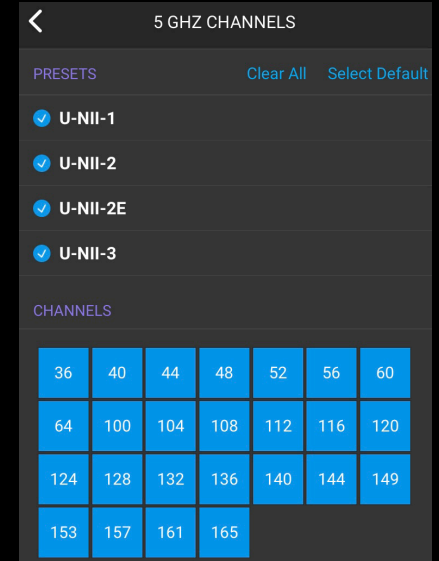 5 GHZ CHANNELS
PRESETS Clear All Select Default
U-NII-1
U-NII-2
U-NII-2E
U-NII-3
CHANNELS
36 40 44 48 52 56 60
64 100 104 108 112 116 120
124 128 132 136 140 144 149
153 157 161 165